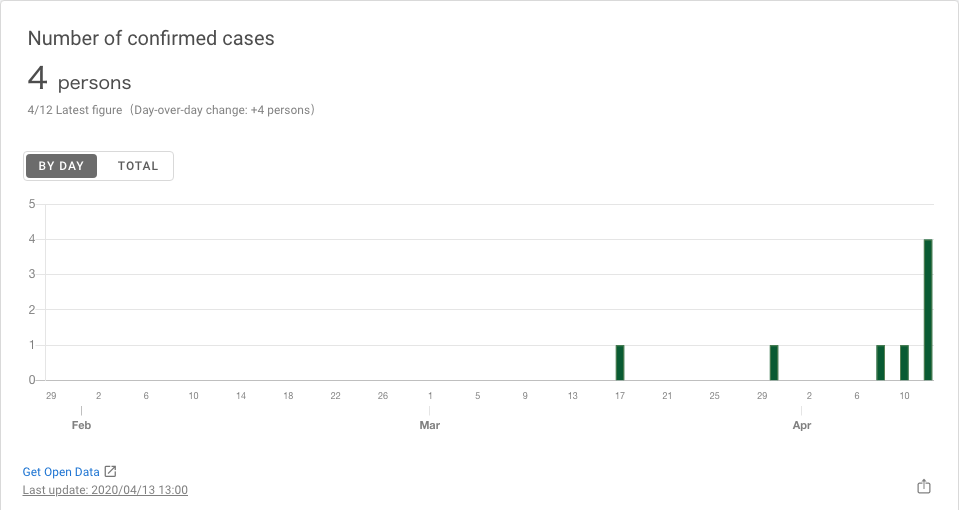 Number of confirmed cases
4 persons
4/12 Latest figure（Day-over-day change: +4 persons）
BY DAY TOTAL
5
4
3
2
1
0
29 2 6 10 14 18 22 26 1 5 9 13 17 21 25 29 2 6 10
Feb Mar Apr
Get Open Data
Last update: 2020/04/13 13:00